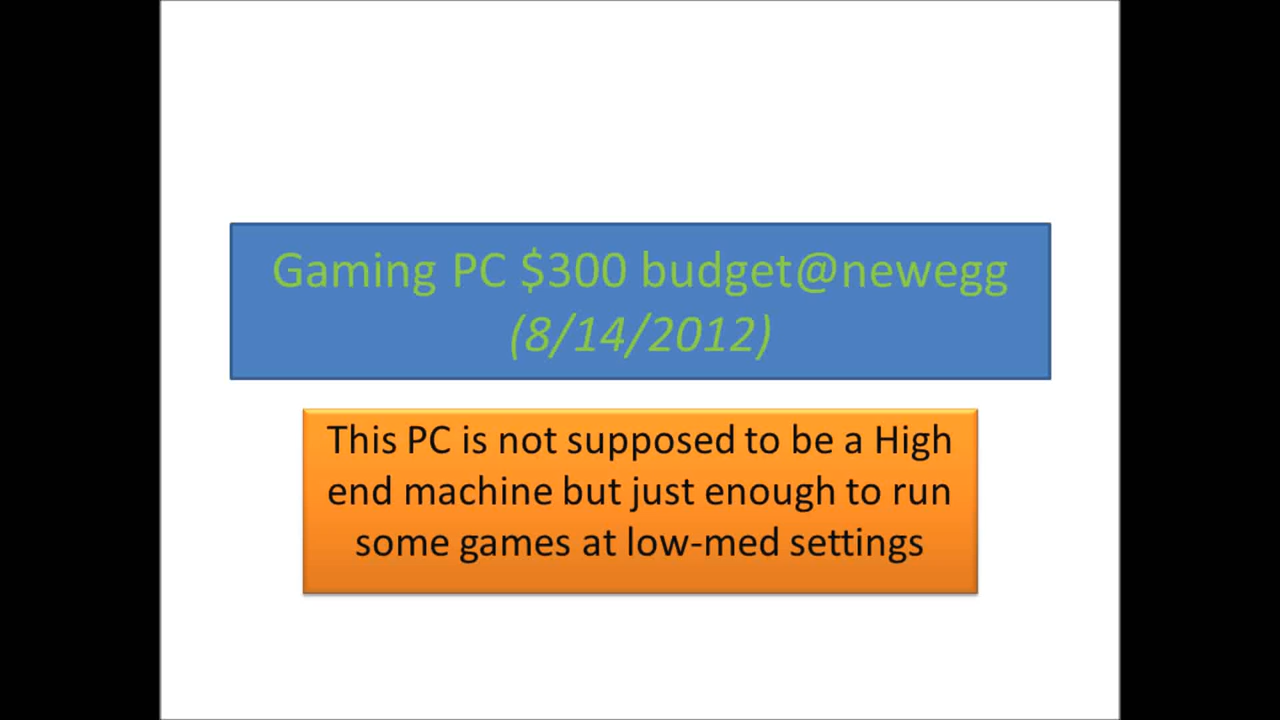 Gaming PC $300 budget@newegg
(8/14/2012)
This PC is not supposed to be a High
end machine but just enough to run
some games at low-med settings